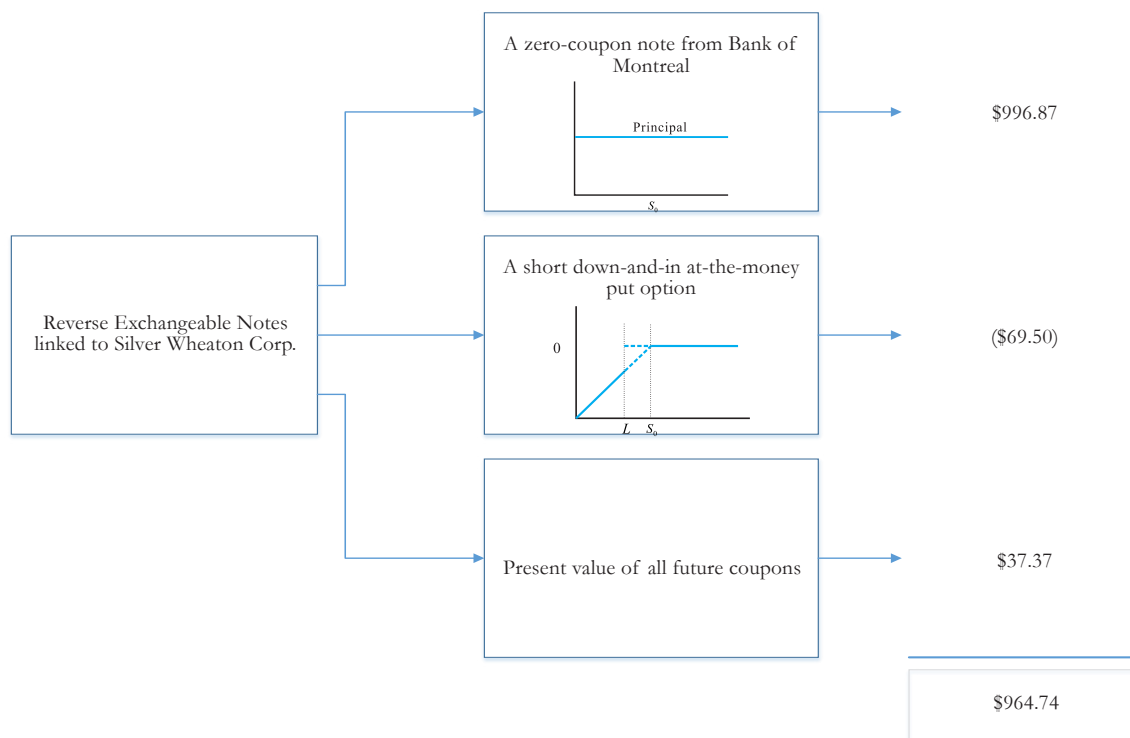 A zero-coupon note from Bank of
Montreal
Principal
S₀
$996.87
Reverse Exchangeable Notes
linked to Silver Wheaton Corp.
A short down-and-in at-the-money
put option
0
L S₀
($69.50)
Present value of all future coupons
$37.37
$964.74